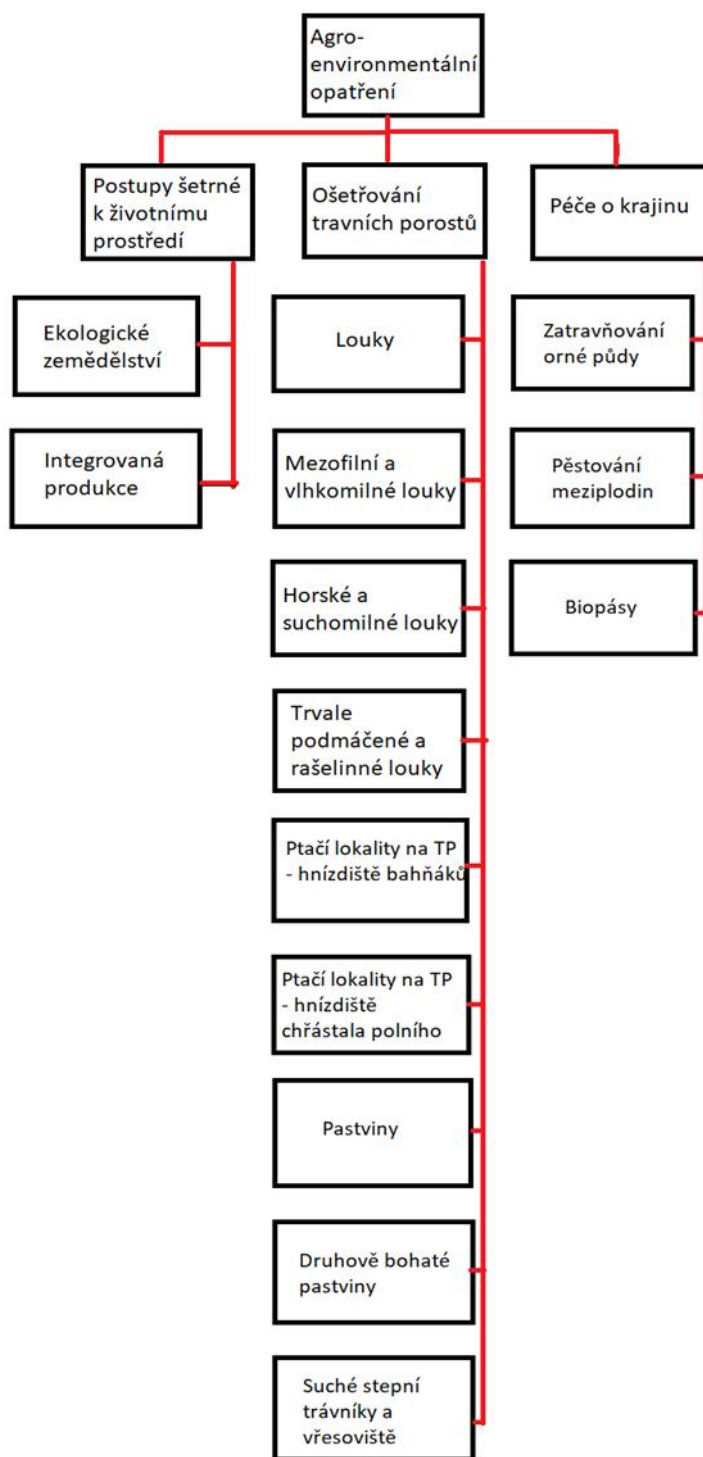 Agro-
environmentální
opatření
Postupy šetrné
k životnímu
prostředí
Ošetřování
travních porostů
Péče o krajinu
Ekologické
zemědělství
Integrovaná
produkce
Louky
Mezofilní a
vlhkomilné louky
Horské a
suchomilné louky
Trvale
podmáčené a
rašelinné louky
Ptačí lokality na TP
- hnízdiště bahňáků
Ptačí lokality na TP
- hnízdiště
chřástala polního
Pastviny
Druhově bohaté
pastviny
Suché stepní
trávníky a
vřesoviště
Zatravňování
orné půdy
Pěstování
meziplodin
Biopásy